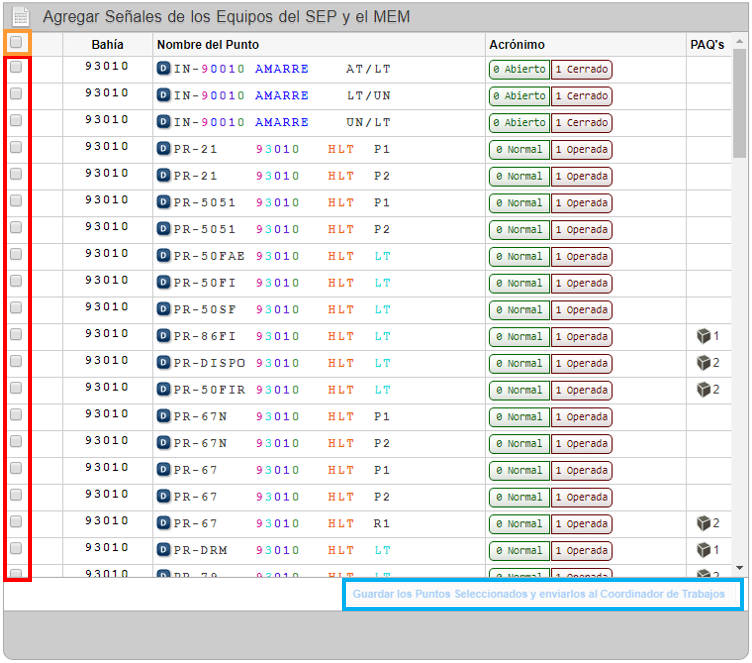 Agregar Señales de los Equipos del SEP y el MEM
Bahía Nombre del Punto Acrónimo PAQ's
93010 D IN-90010 AMARRE AT/LT 0 Abierto 1 Cerrado
93010 D IN-90010 AMARRE LT/UN 0 Abierto 1 Cerrado
93010 D IN-90010 AMARRE UN/LT 0 Abierto 1 Cerrado
93010 D PR-21 93010 HLT P1 0 Normal 1 Operada
93010 D PR-21 93010 HLT P2 0 Normal 1 Operada
93010 D PR-5051 93010 HLT P1 0 Normal 1 Operada
93010 D PR-5051 93010 HLT P2 0 Normal 1 Operada
93010 D PR-50FAE 93010 HLT LT 0 Normal 1 Operada
93010 D PR-50FI 93010 HLT LT 0 Normal 1 Operada
93010 D PR-50SF 93010 HLT LT 0 Normal 1 Operada
93010 D PR-86FI 93010 HLT LT 0 Normal 1 Operada 1
93010 D PR-DISPO 93010 HLT LT 0 Normal 1 Operada 2
93010 D PR-50FIR 93010 HLT LT 0 Normal 1 Operada 2
93010 D PR-67N 93010 HLT P1 0 Normal 1 Operada
93010 D PR-67N 93010 HLT P2 0 Normal 1 Operada
93010 D PR-67 93010 HLT P1 0 Normal 1 Operada
93010 D PR-67 93010 HLT P2 0 Normal 1 Operada
93010 D PR-67 93010 HLT R1 0 Normal 1 Operada 2
93010 D PR-DRM 93010 HLT LT 0 Normal 1 Operada 1
93010 D PR-79 93010 HLT LT 0 Normal 1 Operada 2
Guardar los Puntos Seleccionados y enviarlos al Coordinador de Trabajos